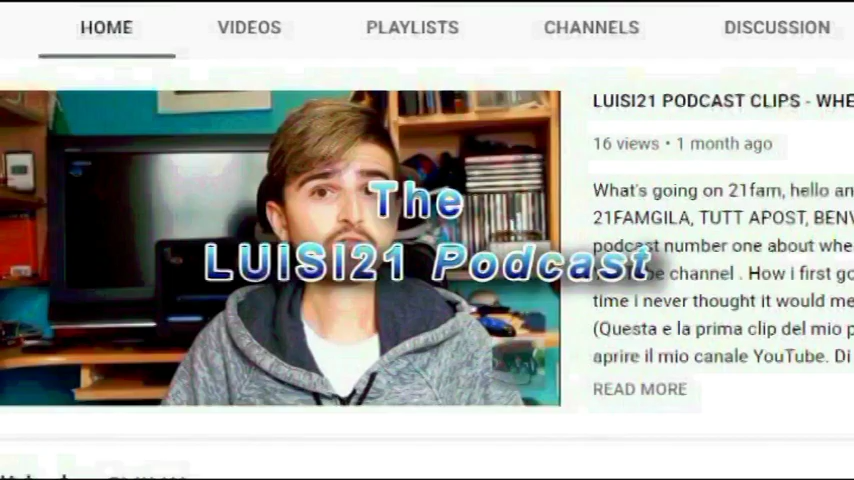 HOME VIDEOS PLAYLISTS CHANNELS DISCUSSION
The
LUISI21 Podcast
LUISI21 PODCAST CLIPS - WHE
16 views • 1 month ago
What's going on 21fam, hello an
21FAMGILA, TUTT APOST, BENV
podcast number one about whe
be channel . How i first go
time i never thought it would me
(Questa e la prima clip del mio p
aprire il mio canale YouTube. Di
READ MORE